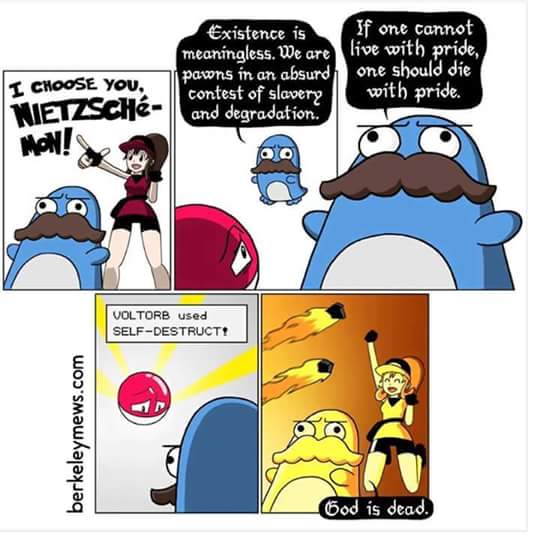 I CHOOSE YOU,
NIETZSCHé-
MON!
Existence is
meaningless. We are
pawns in an absurd
contest of slavery
and degradation.
If one cannot
live with pride,
one should die
with pride.
VOLTORB used
SELF-DESTRUCT!
God is dead.
berkeleymews.com